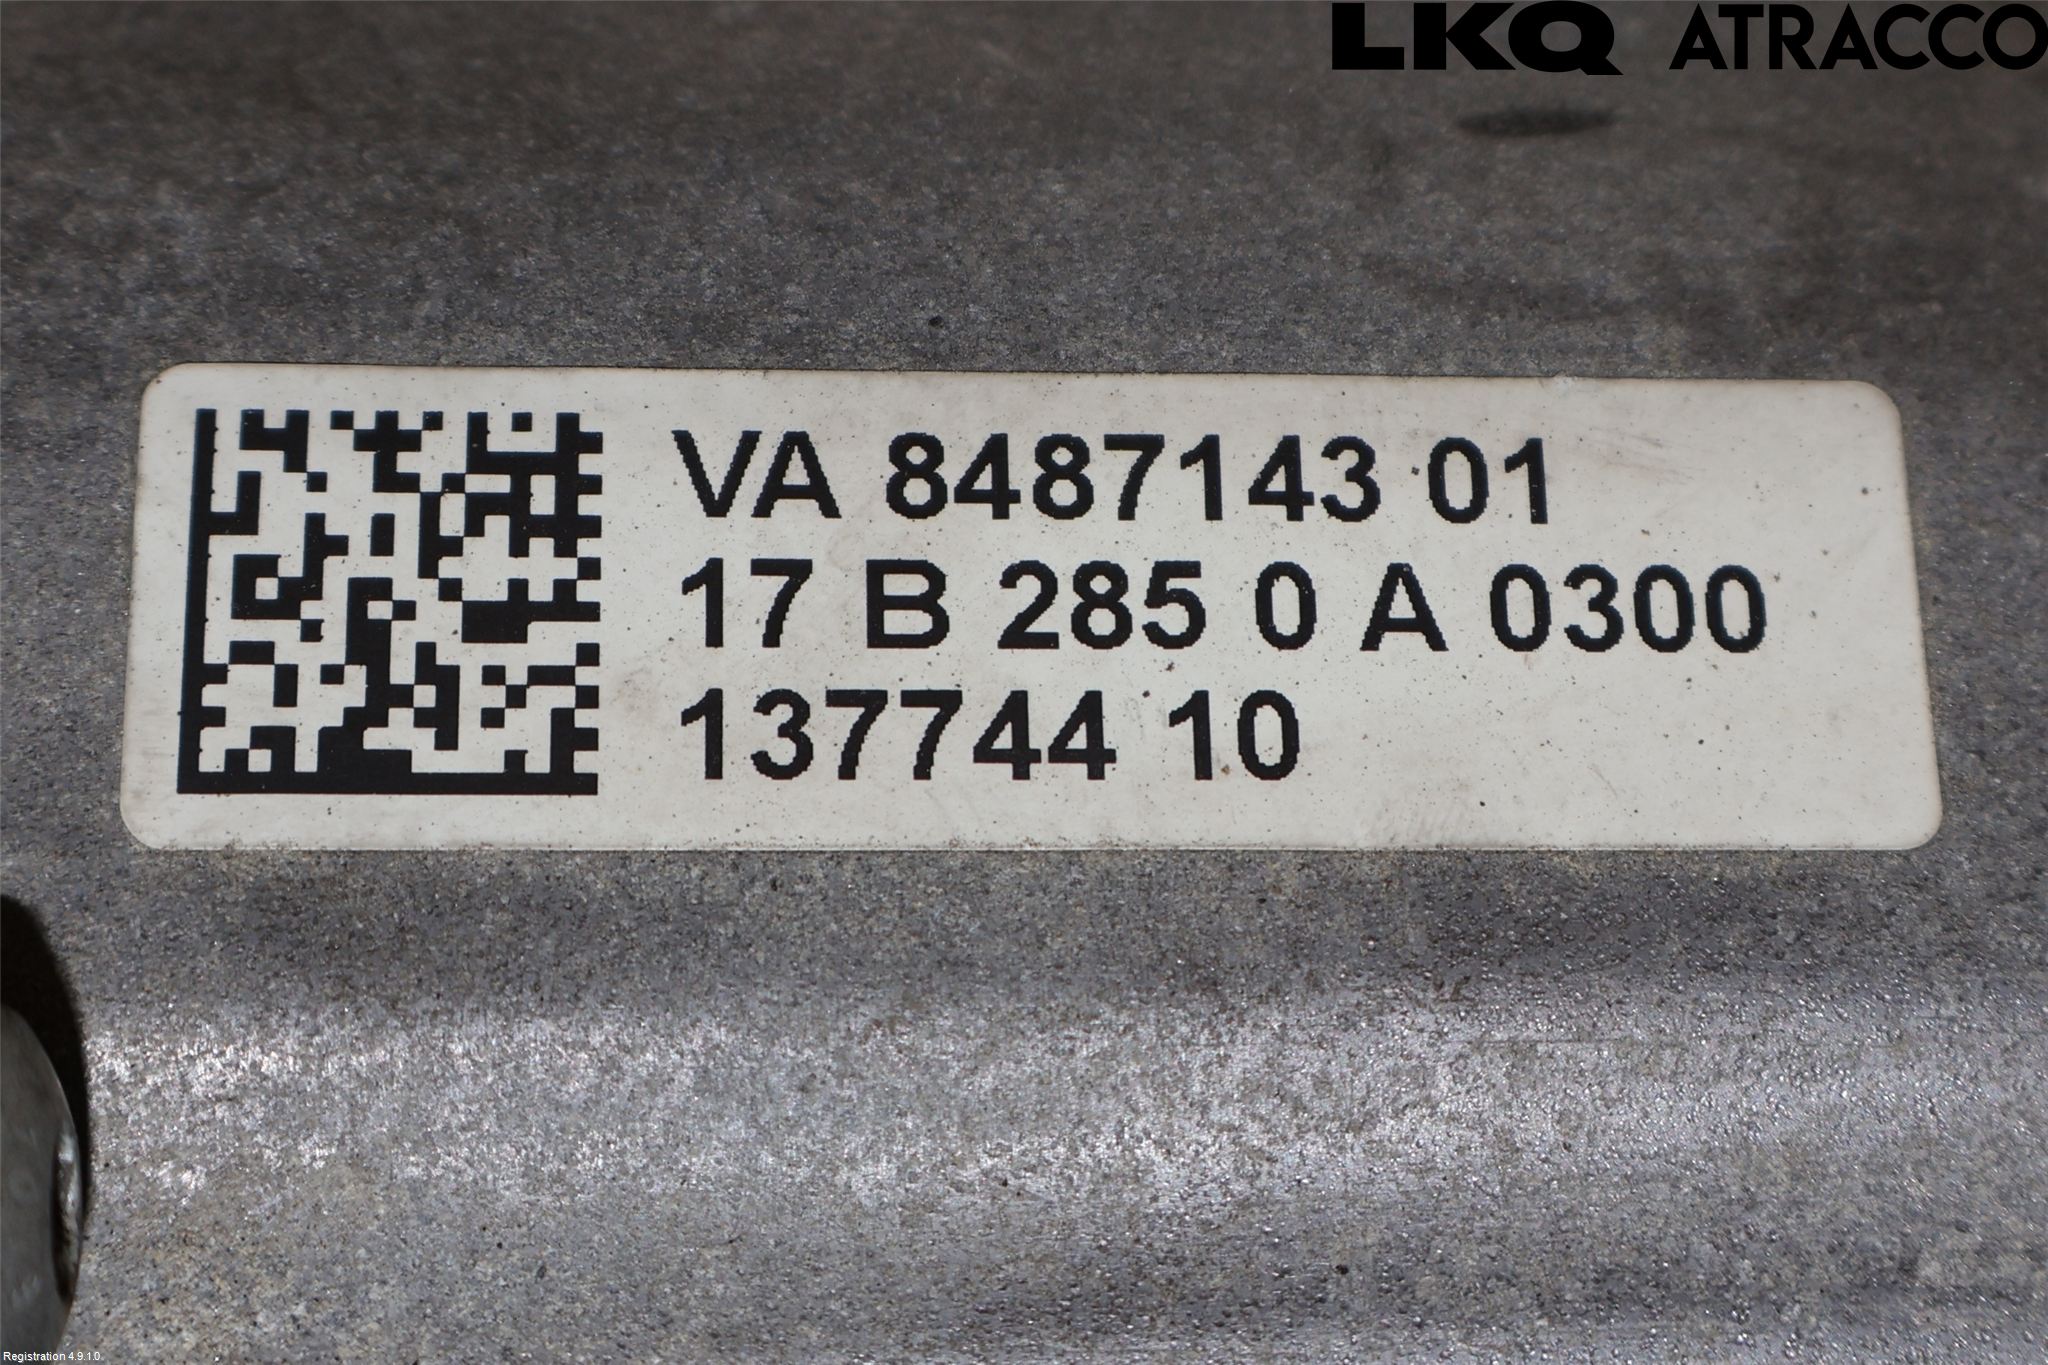 LKQ ATRACCO
VA 8487143 01
17 B 285 0 A 0300
137744 10
Registration 4.9.1.0